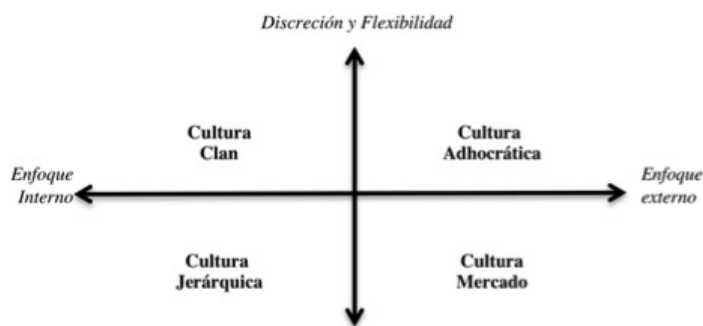 Discreción y Flexibilidad
Cultura
Clan
Cultura
Adhocrática
Enfoque
Interno
Enfoque
externo
Cultura
Jerárquica
Cultura
Mercado